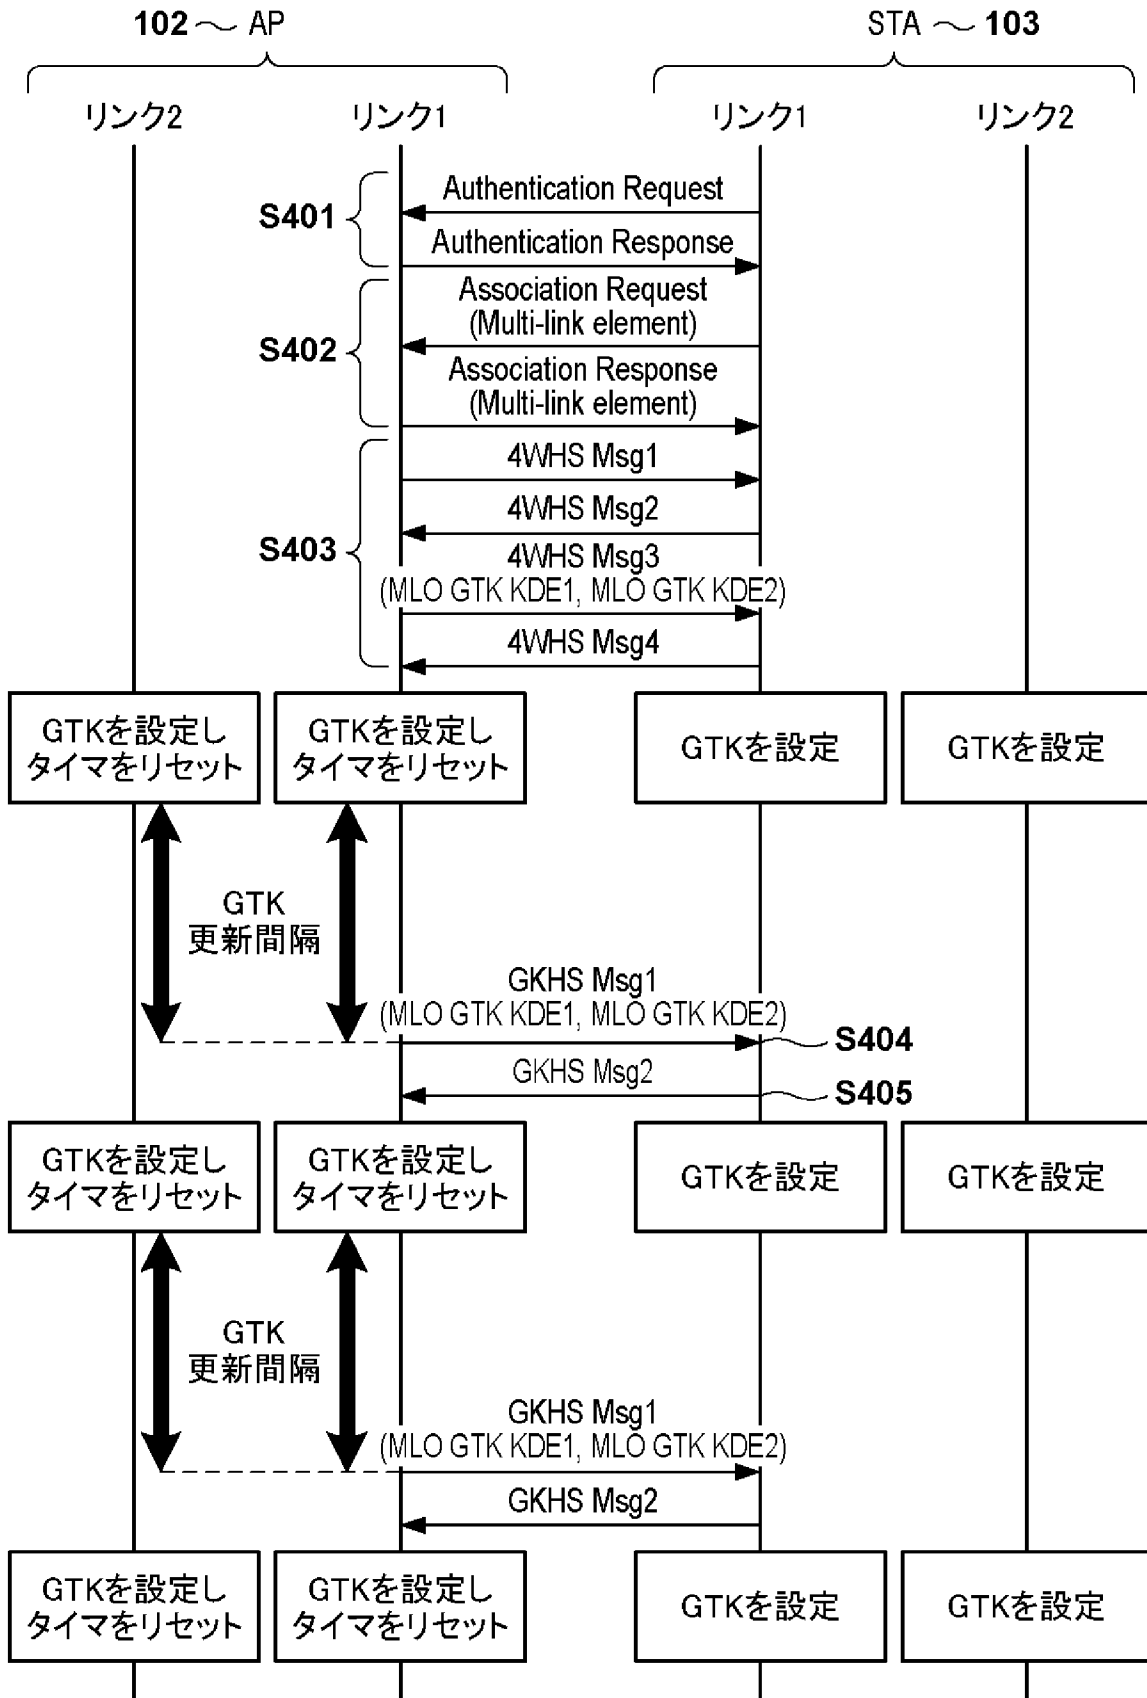 102 AP
STA 103
リンク2
リンク1
リンク1
リンク2
S401
Authentication Request
Authentication Response
S402
Association Request
(Multi-link element)
Association Response
(Multi-link element)
S403
4WHS Msg1
4WHS Msg2
4WHS Msg3
(MLO GTK KDE1, MLO GTK KDE2)
4WHS Msg4
GTKを設定し
タイマをリセット
GTKを設定し
タイマをリセット
GTKを設定
GTKを設定
GTK
更新間隔
GKHS Msg1
(MLO GTK KDE1, MLO GTK KDE2)
S404
GKHS Msg2
S405
GTKを設定し
タイマをリセット
GTKを設定し
タイマをリセット
GTKを設定
GTKを設定
GTK
更新間隔
GKHS Msg1
(MLO GTK KDE1, MLO GTK KDE2)
GKHS Msg2
GTKを設定し
タイマをリセット
GTKを設定し
タイマをリセット
GTKを設定
GTKを設定